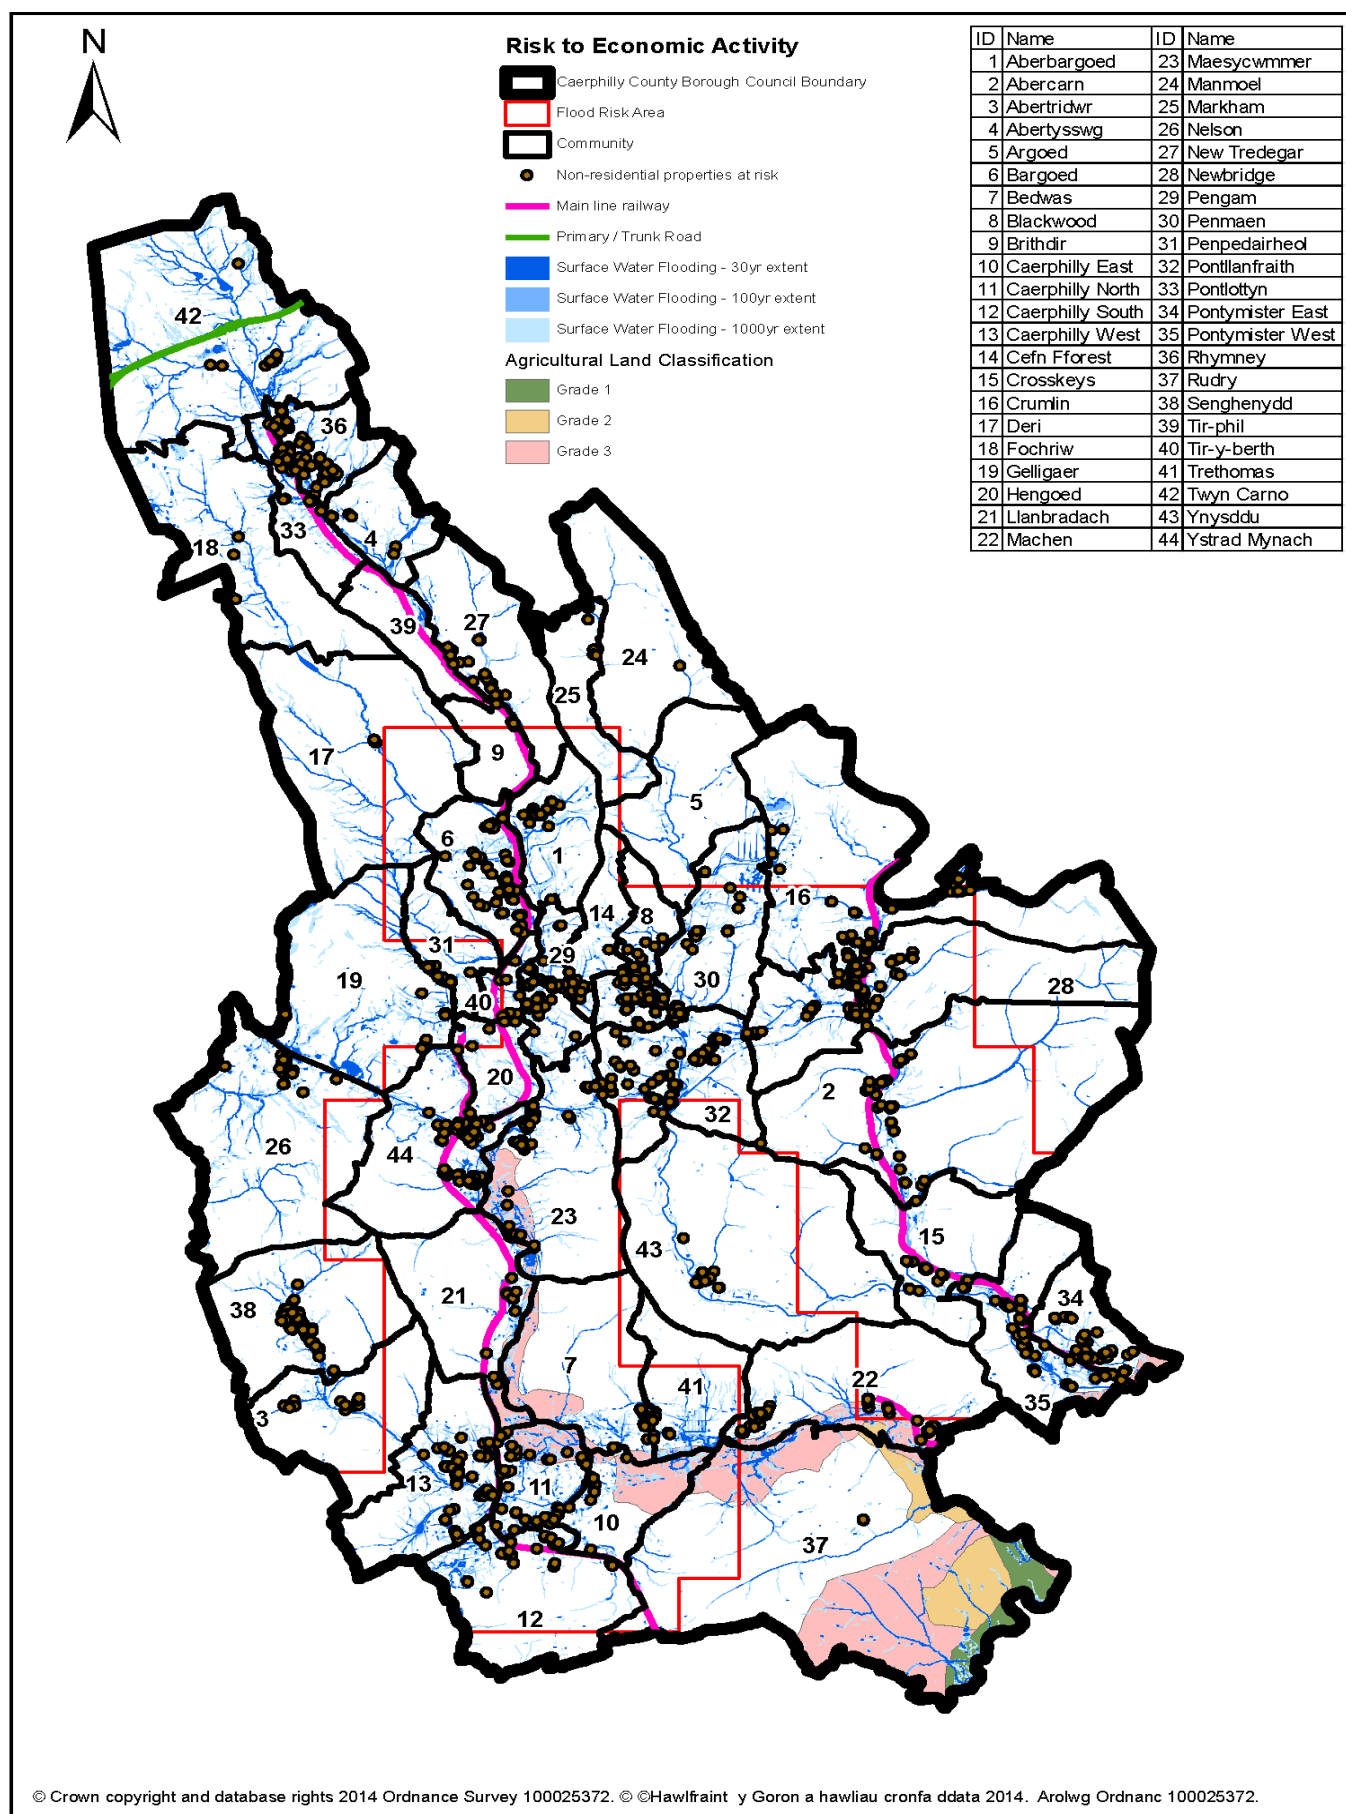 N
Risk to Economic Activity
Caerphilly County Borough Council Boundary
Flood Risk Area
Community
Non-residential properties at risk
Main line railway
Primary / Trunk Road
Surface Water Flooding - 30yr extent
Surface Water Flooding - 100yr extent
Surface Water Flooding - 1000yr extent
Agricultural Land Classification
Grade 1
Grade 2
Grade 3
ID Name ID Name
1 Aberbargoed 23 Maesycwmmer
2 Abercarn 24 Manmoel
3 Abertridwr 25 Markham
4 Abertysswg 26 Nelson
5 Argoed 27 New Tredegar
6 Bargoed 28 Newbridge
7 Bedwas 29 Pengam
8 Blackwood 30 Penmaen
9 Brithdir 31 Penpedairheol
10 Caerphilly East 32 Pontllanfraith
11 Caerphilly North 33 Pontlottyn
12 Caerphilly South 34 Pontymister East
13 Caerphilly West 35 Pontymister West
14 Cefn Fforest 36 Rhymney
15 Crosskeys 37 Rudry
16 Crumlin 38 Senghenydd
17 Deri 39 Tir-phil
18 Fochriw 40 Tir-y-berth
19 Gelligaer 41 Trethomas
20 Hengoed 42 Twyn Carno
21 Llanbradach 43 Ynysddu
22 Machen 44 Ystrad Mynach
42
36
33
18
4
39
27
24
25
17
9
5
6
1
16
14
8
31
29
30
19
40
28
20
2
32
26
44
23
15
43
21
38
34
7
41
22
3
35
13
11
10
37
12
© Crown copyright and database rights 2014 Ordnance Survey 100025372. © ©Hawlfraint y Goron a hawliau cronfa ddata 2014. Arolwg Ordnanc 100025372.